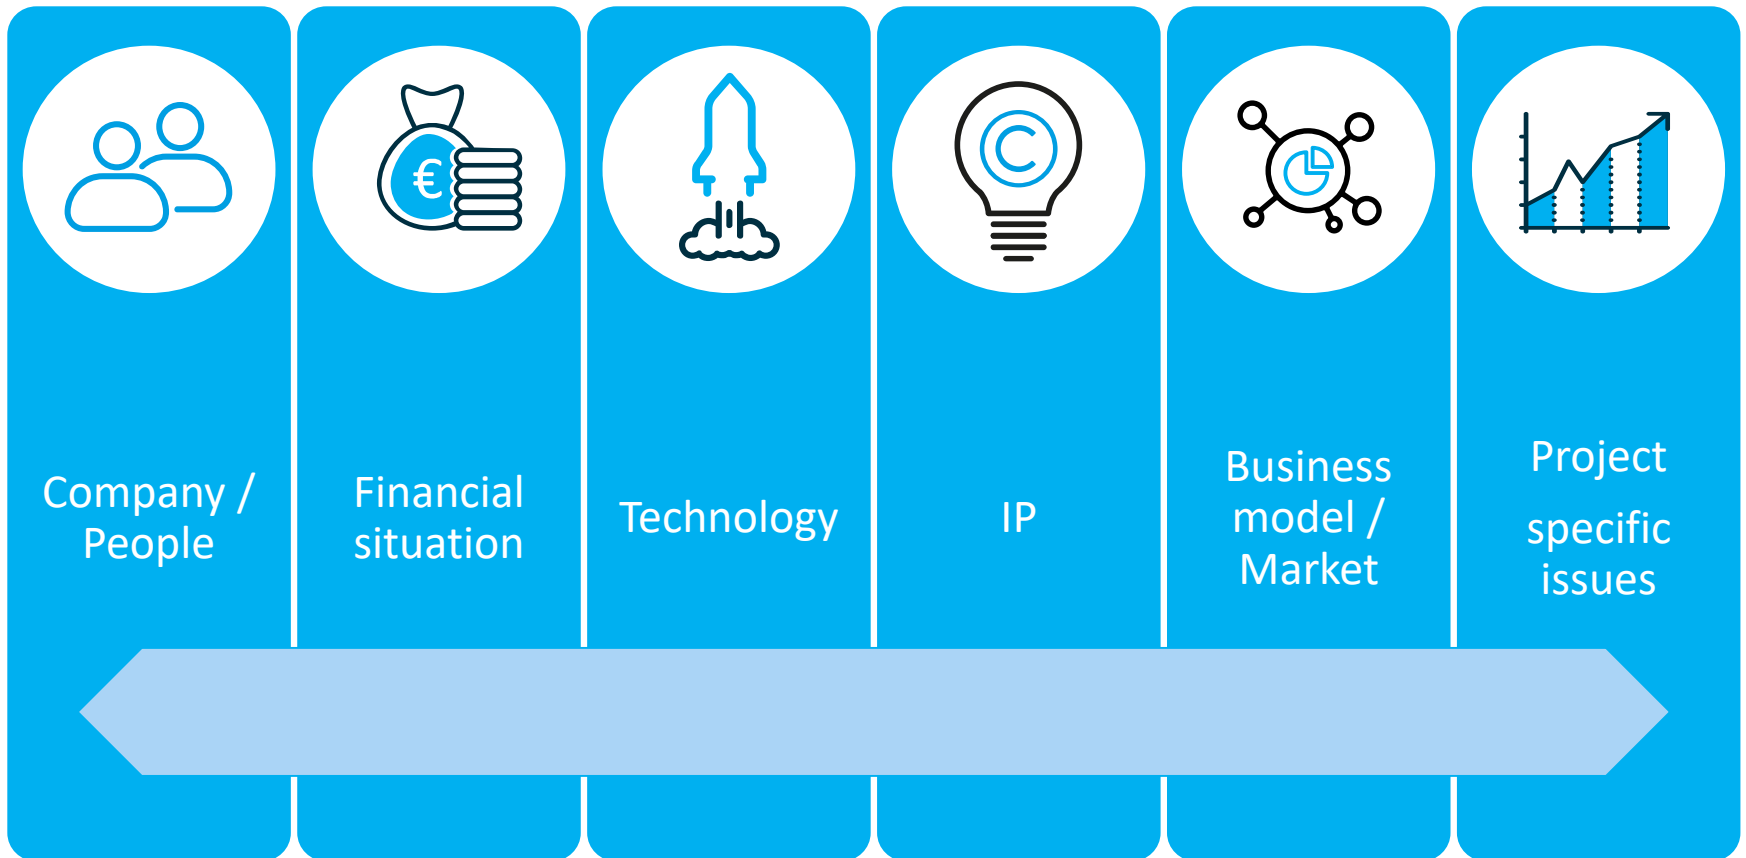 €
C
Company /
People
Financial
situation
Technology
IP
Business
model /
Market
Project
specific
issues